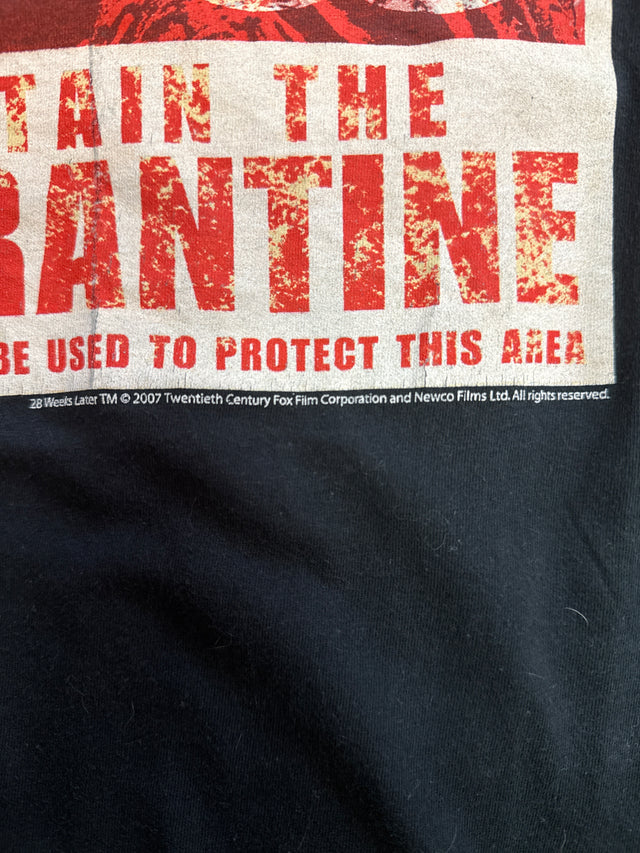 TAIN THE
RANTINE
BE USED TO PROTECT THIS AREA
28 Weeks Later TM © 2007 Twentieth Century Fox Film Corporation and Newco Films Ltd. All rights reserved.